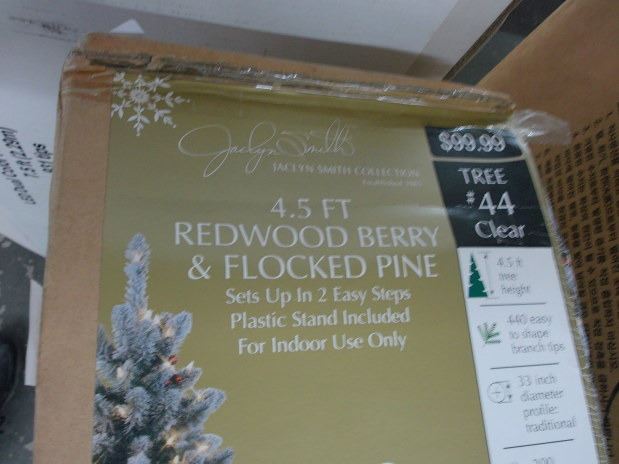 Jaclyn Smith
JACLYN SMITH COLLECTION
4.5 FT
REDWOOD BERRY
& FLOCKED PINE
Sets Up In 2 Easy Steps
Plastic Stand Included
For Indoor Use Only
$99.99
TREE
#44
Clear
4.5 ft
tree
height
440 easy
to shape
branch tips
33 inch
diameter
profile:
traditional